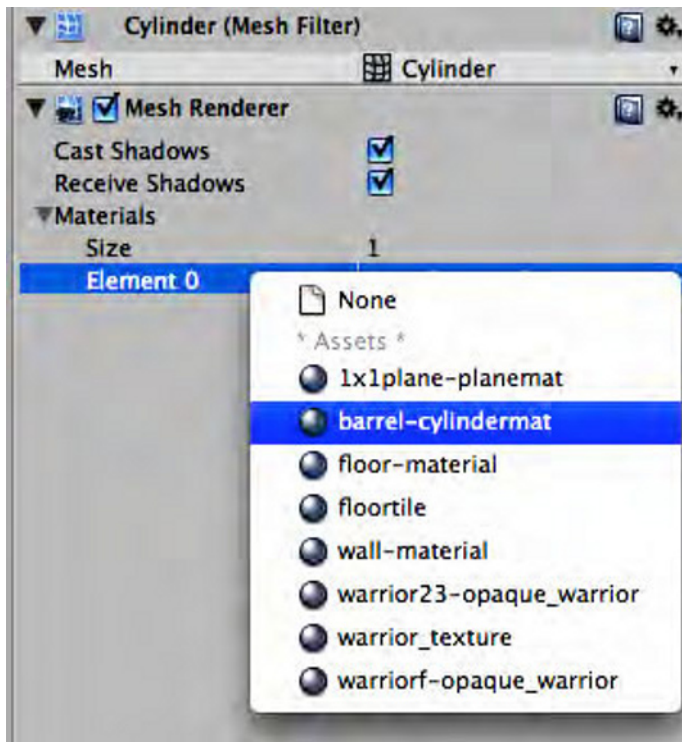 Cylinder (Mesh Filter)
Mesh Cylinder
Mesh Renderer
Cast Shadows
Receive Shadows
Materials
Size 1
Element 0
None
* Assets *
1x1plane-planemat
barrel-cylindermat
floor-material
floortile
wall-material
warrior23-opaque_warrior
warrior_texture
warriorf-opaque_warrior